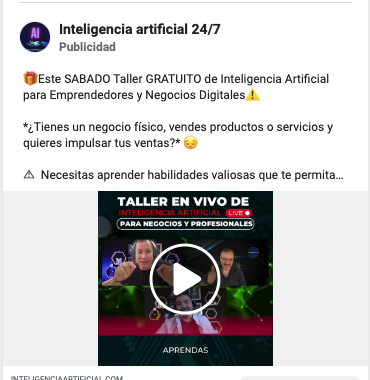 AI
Inteligencia artificial 24/7
Publicidad
🎁Este SABADO Taller GRATUITO de Inteligencia Artificial
para Emprendedores y Negocios Digitales⚠️
*¿Tienes un negocio físico, vendes productos o servicios y
quieres impulsar tus ventas?* 😔
⚠ Necesitas aprender habilidades valiosas que te permita...
TALLER EN VIVO DE
INTELIGENCIA ARTIFICIAL LIVE
PARA NEGOCIOS Y PROFESIONALES
APRENDAS
INTELIGENCIAARTIFICIAL.COM